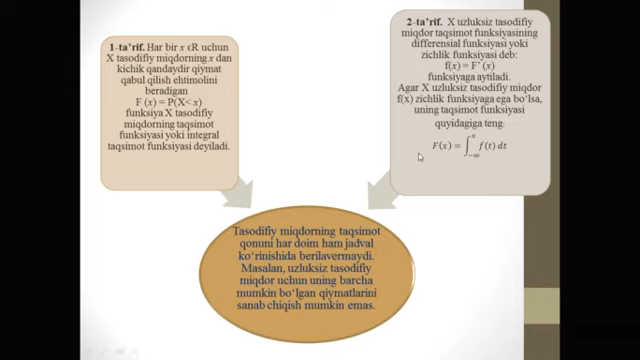 1-ta’rif. Har bir x ϵR uchun
X tasodifiy miqdorning x dan
kichik qandaydir qiymat
qabul qilish ehtimolini
beradigan
F (x) = P(X< x)
funksiya X tasodifiy
miqdorning taqsimot
funksiyasi yoki integral
taqsimot funksiyasi deyiladi.
2-ta’rif. X uzluksiz tasodifiy
miqdor taqsimot funksiyasining
differensial funksiyasi yoki
zichlik funksiyasi deb:
f(x) = F’ (x)
funksiyaga aytiladi.
Agar X uzluksiz tasodifiy miqdor
f(x) zichlik funksiyaga ega bo‘lsa,
uning taqsimot funksiyasi
quyidagiga teng.
F(x) = ∫_{−∞}^{x} f(t) dt
Tasodifiy miqdorning taqsimot
qonuni har doim ham jadval
ko‘rinishida berilavermaydi.
Masalan, uzluksiz tasodifiy
miqdor uchun uning barcha
mumkin bo‘lgan qiymatlarini
sanab chiqish mumkin emas.